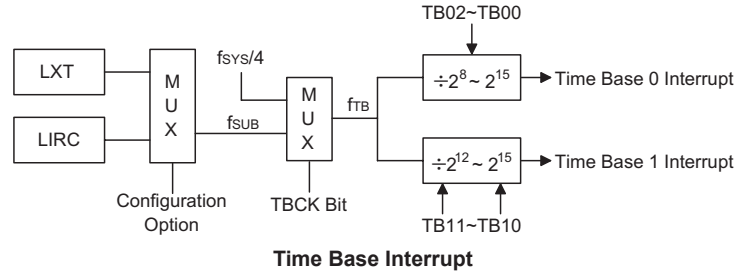 TB02~TB00
LXT
LIRC
M
U
X
Configuration
Option
fSYS/4
fSUB
M
U
X
TBCK Bit
fTB
÷2⁸~ 2¹⁵
Time Base 0 Interrupt
÷2¹² ~ 2¹⁵
Time Base 1 Interrupt
TB11~TB10
Time Base Interrupt